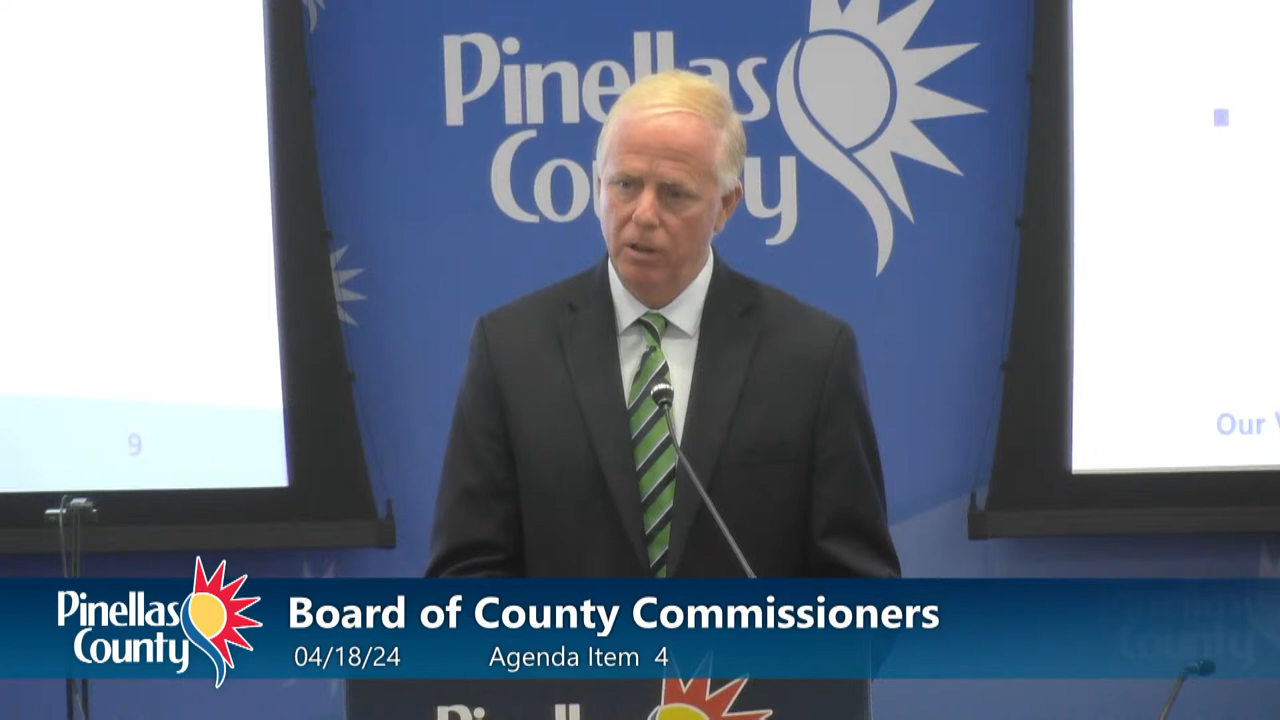 Pinellas
County
9
Our
Pinellas
County
Board of County Commissioners
04/18/24 Agenda Item 4